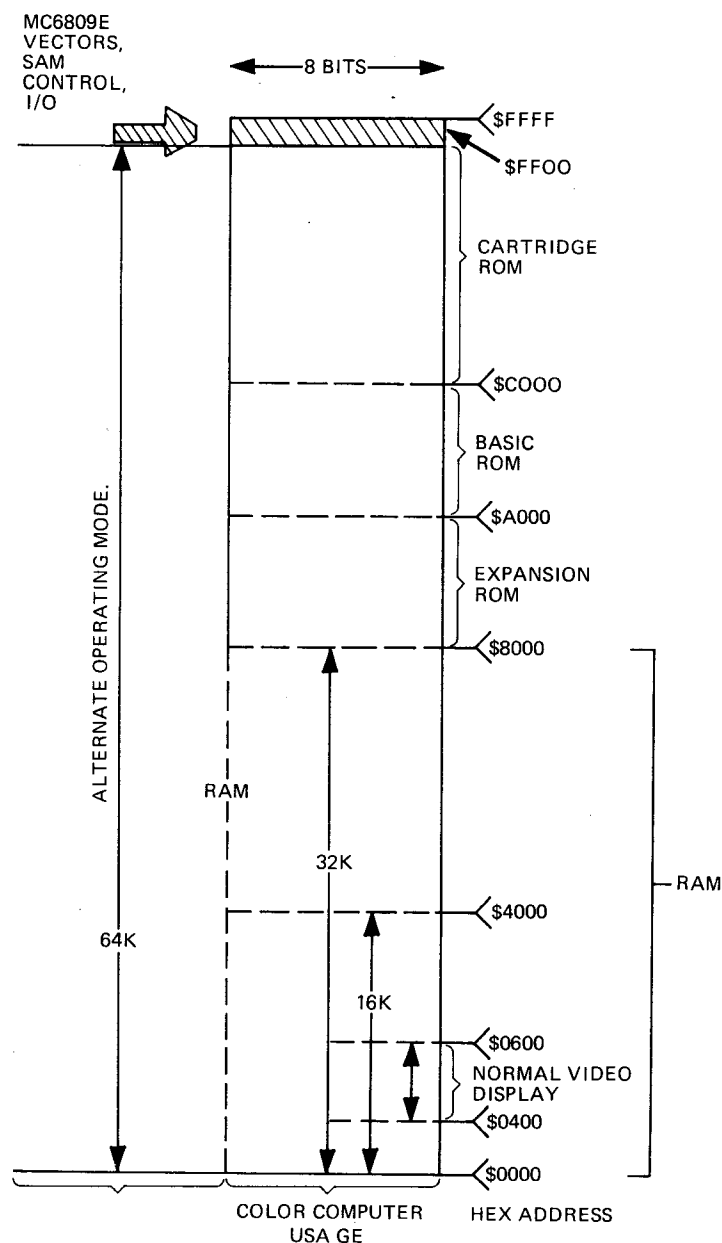 MC6809E
VECTORS,
SAM
CONTROL,
I/O
8 BITS
$FFFF
$FF00
CARTRIDGE
ROM
$C000
BASIC
ROM
$A000
EXPANSION
ROM
$8000
ALTERNATE OPERATING MODE.
RAM
32K
RAM
$4000
64K
16K
$0600
NORMAL VIDEO
DISPLAY
$0400
$0000
COLOR COMPUTER
USA GE
HEX ADDRESS